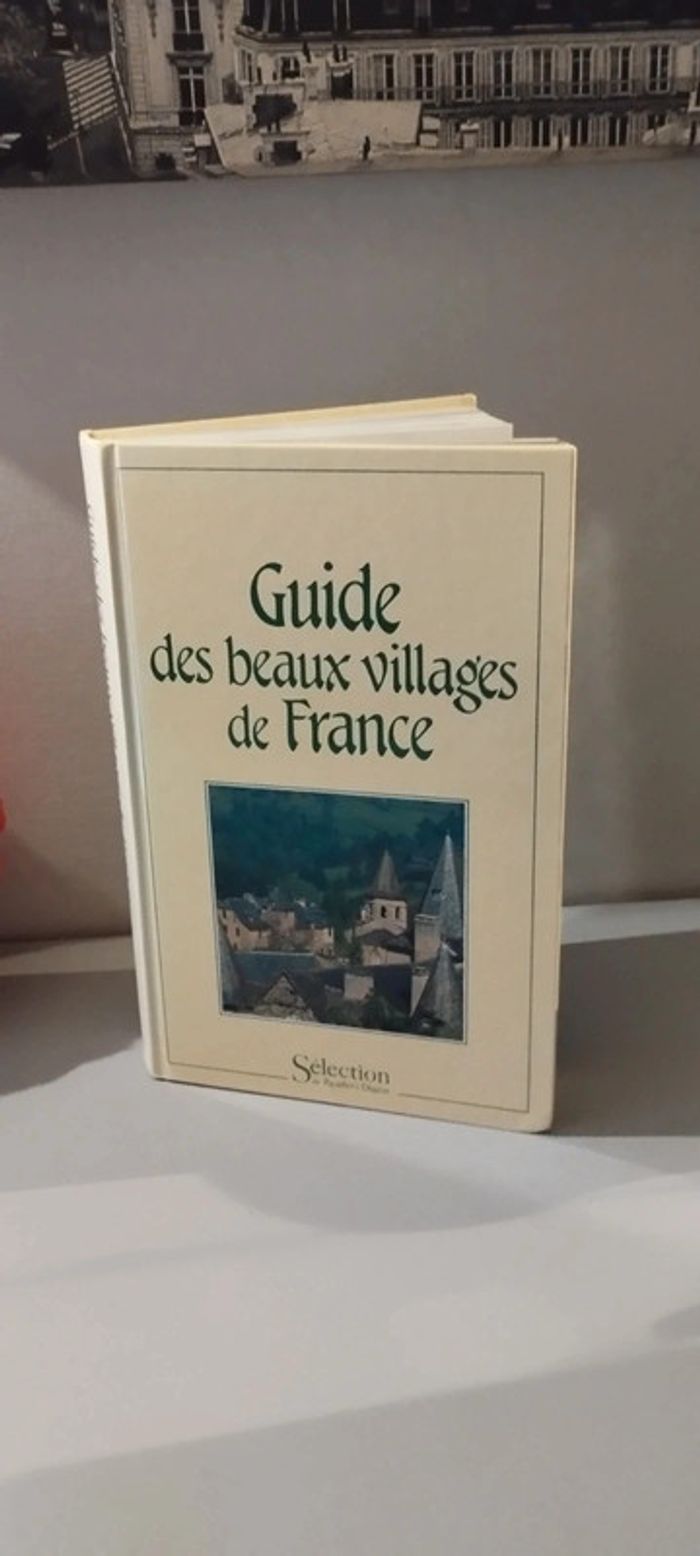 Guide
des beaux villages
de France
Sélection
du Reader's Digest